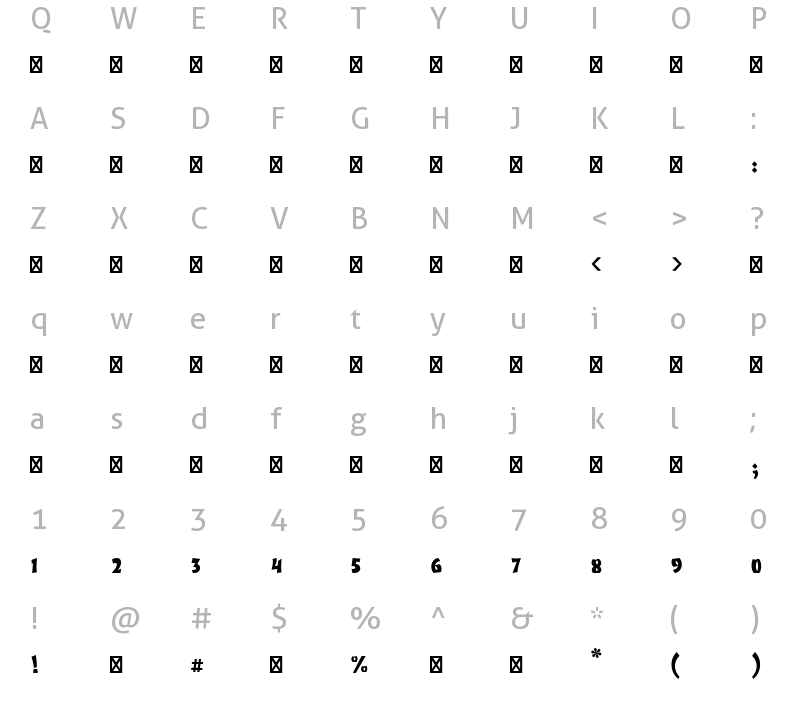 Q W E R T Y U I O P
A S D F G H J K L :
:
Z X C V B N M < > ?
< >
q w e r t y u i o p
a s d f g h j k l ;
;
1 2 3 4 5 6 7 8 9 0
1 2 3 4 5 6 7 8 9 0
! @ # $ % ^ & * ( )
! # % * ( )